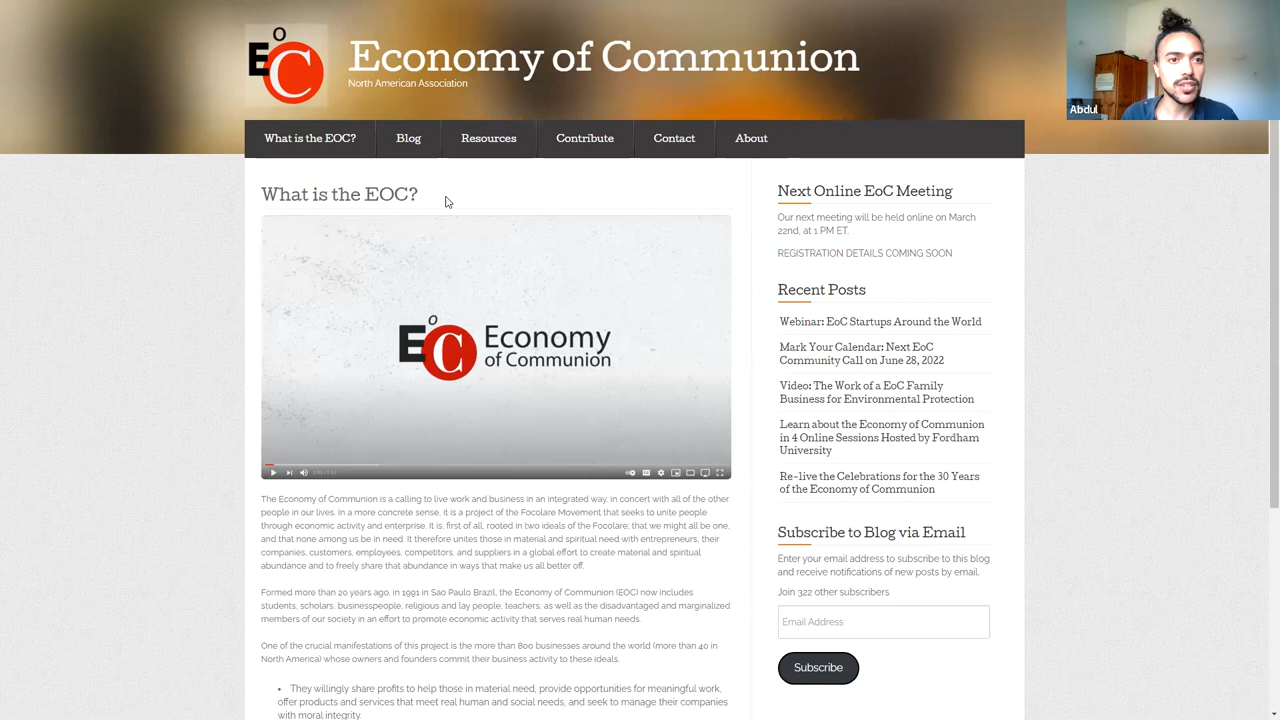 EOC
Economy of Communion
North American Association
Abdul
What is the EOC?
Blog
Resources
Contribute
Contact
About
What is the EOC?
EOC Economy
of Communion
The Economy of Communion is a calling to live work and business in an integrated way, in concert with all of the other
people in our lives. In a more concrete sense, it is a project of the Focolare Movement that seeks to unite people
through economic activity and enterprise. It is, first of all, rooted in two ideals of the Focolare; that we might all be one,
and that none among us be in need. It therefore unites those in material and spiritual need with entrepreneurs, their
companies, customers, employees, competitors, and suppliers in a global effort to create material and spiritual
abundance and to freely share that abundance in ways that make us all better off.
Formed more than 20 years ago, in 1991 in Sao Paulo Brazil, the Economy of Communion (EOC) now includes
students, scholars, businesspeople, religious and lay people, teachers, as well as the disadvantaged and marginalized
members of our society in an effort to promote economic activity that serves real human needs.
One of the crucial manifestations of this project is the more than 800 businesses around the world (more than 40 in
North America) whose owners and founders commit their business activity to these ideals.
• They willingly share profits to help those in material need, provide opportunities for meaningful work,
offer products and services that meet real human and social needs, and seek to manage their companies
with moral integrity.
Next Online EoC Meeting
Our next meeting will be held online on March
22nd, at 1 PM ET.
REGISTRATION DETAILS COMING SOON
Recent Posts
Webinar: EoC Startups Around the World
Mark Your Calendar: Next EoC
Community Call on June 28, 2022
Video: The Work of a EoC Family
Business for Environmental Protection
Learn about the Economy of Communion
in 4 Online Sessions Hosted by Fordham
University
Re-live the Celebrations for the 30 Years
of the Economy of Communion
Subscribe to Blog via Email
Enter your email address to subscribe to this blog
and receive notifications of new posts by email.
Join 322 other subscribers
Email Address
Subscribe